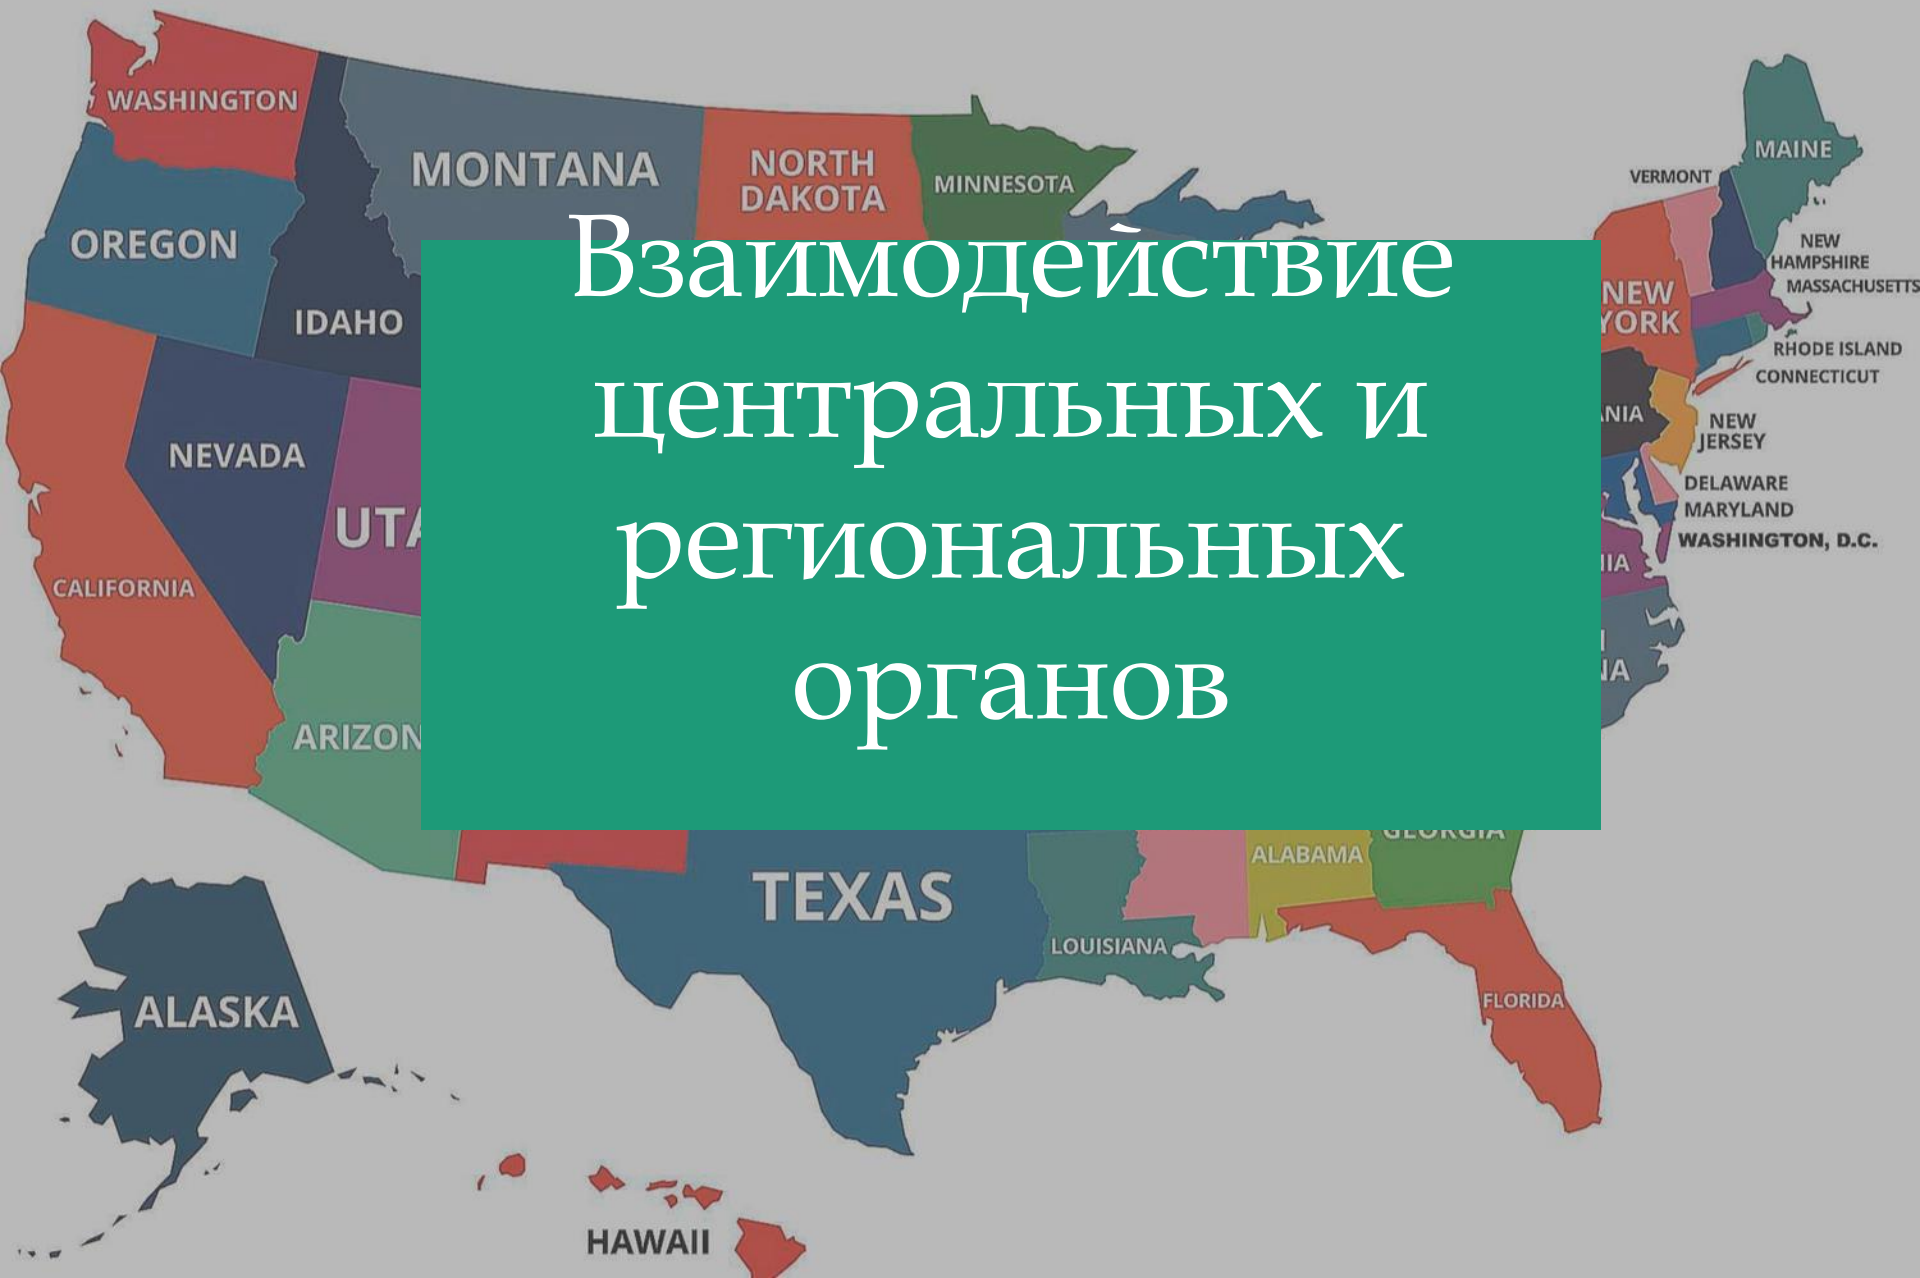 WASHINGTON
MONTANA
NORTH
DAKOTA
MINNESOTA
MAINE
VERMONT
OREGON
IDAHO
NEW
HAMPSHIRE
MASSACHUSETTS
NEW
YORK
RHODE ISLAND
CONNECTICUT
Взаимодействие
центральных и
региональных
органов
NEVADA
NEW
JERSEY
DELAWARE
MARYLAND
WASHINGTON, D.C.
CALIFORNIA
GEORGIA
ALABAMA
TEXAS
LOUISIANA
FLORIDA
ALASKA
HAWAII